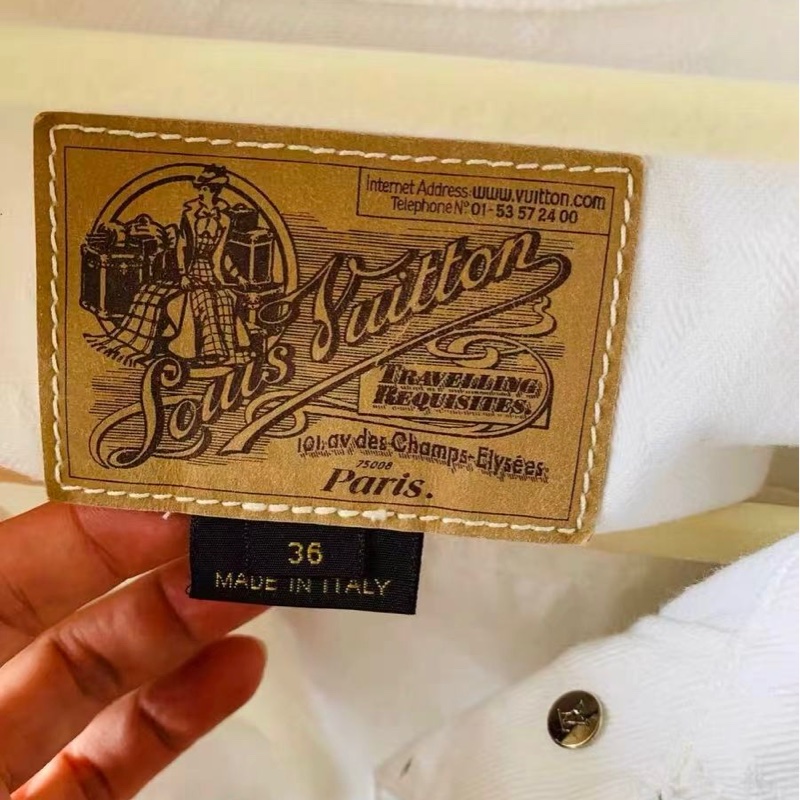 Internet Address: www.vuitton.com
Telephone N° 01-53 57 24 00
Louis Vuitton
TRAVELLING
REQUISITES.
101, av. des Champs-Elysées
75008
Paris.
36
MADE IN ITALY
LV